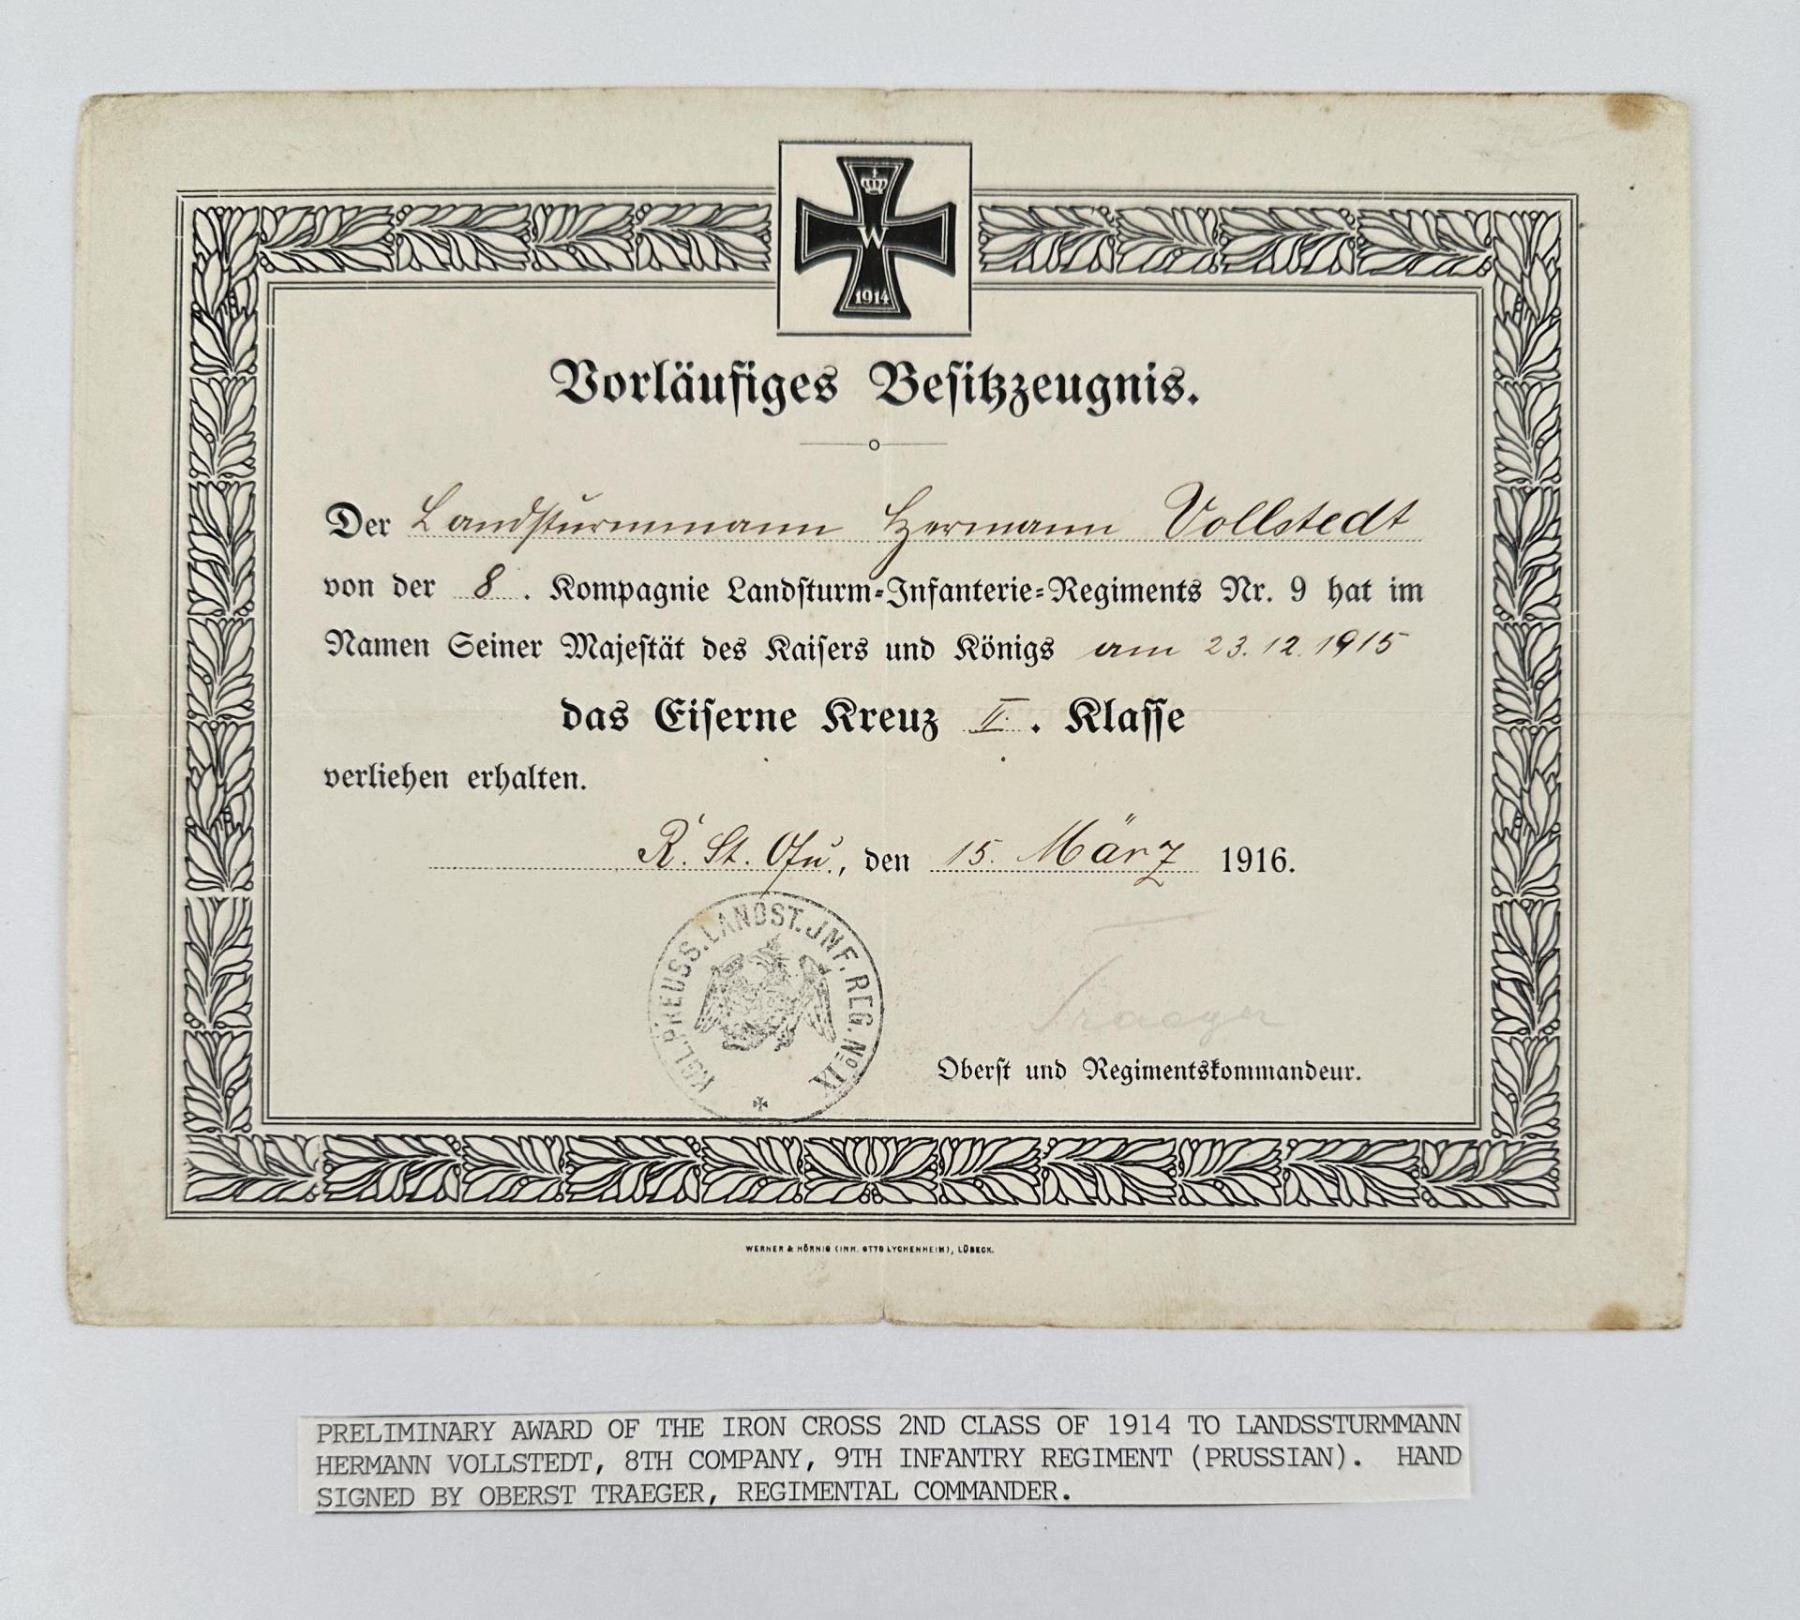 W
1914
Vorläufiges Besitzzeugnis.
Der Landsturmmann Hermann Vollstedt
von der 8. Kompagnie Landsturm-Infanterie-Regiments Nr. 9 hat im
Namen Seiner Majestät des Kaisers und Königs am 23.12.1915
das Eiserne Kreuz II. Klasse
verliehen erhalten.
R. St. Qu., den 15. März 1916.
KGL. PREUSS. LANDST. JNF. REG. No IX
Traeger
Oberst und Regimentskommandeur.
WERNER & HÖRNIG (INH. OTTO LYCHENHEIM), LÜBECK.
PRELIMINARY AWARD OF THE IRON CROSS 2ND CLASS OF 1914 TO LANDSSTURMMANN
HERMANN VOLLSTEDT, 8TH COMPANY, 9TH INFANTRY REGIMENT (PRUSSIAN). HAND
SIGNED BY OBERST TRAEGER, REGIMENTAL COMMANDER.